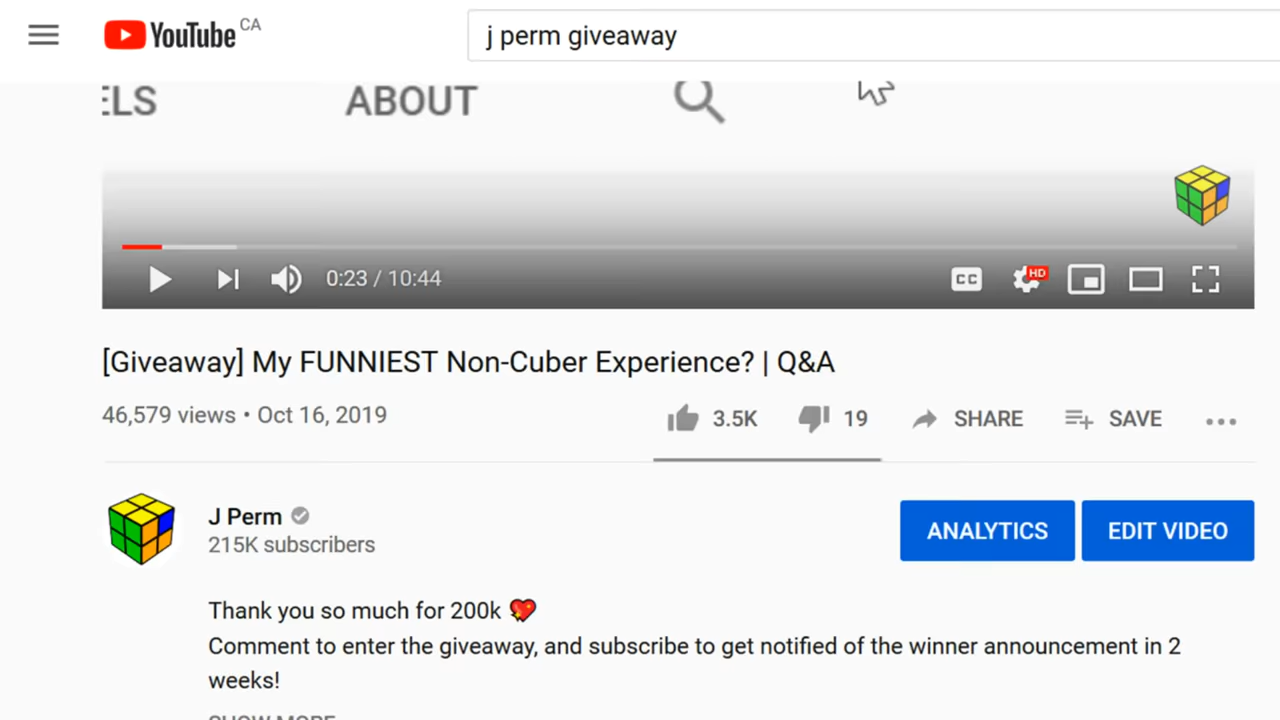 YouTube CA
j perm giveaway
ELS ABOUT
CC HD
0:23 / 10:44
[Giveaway] My FUNNIEST Non-Cuber Experience? | Q&A
46,579 views • Oct 16, 2019
3.5K 19 SHARE SAVE
J Perm
215K subscribers
ANALYTICS EDIT VIDEO
Thank you so much for 200k 💖
Comment to enter the giveaway, and subscribe to get notified of the winner announcement in 2
weeks!
SHOW MORE